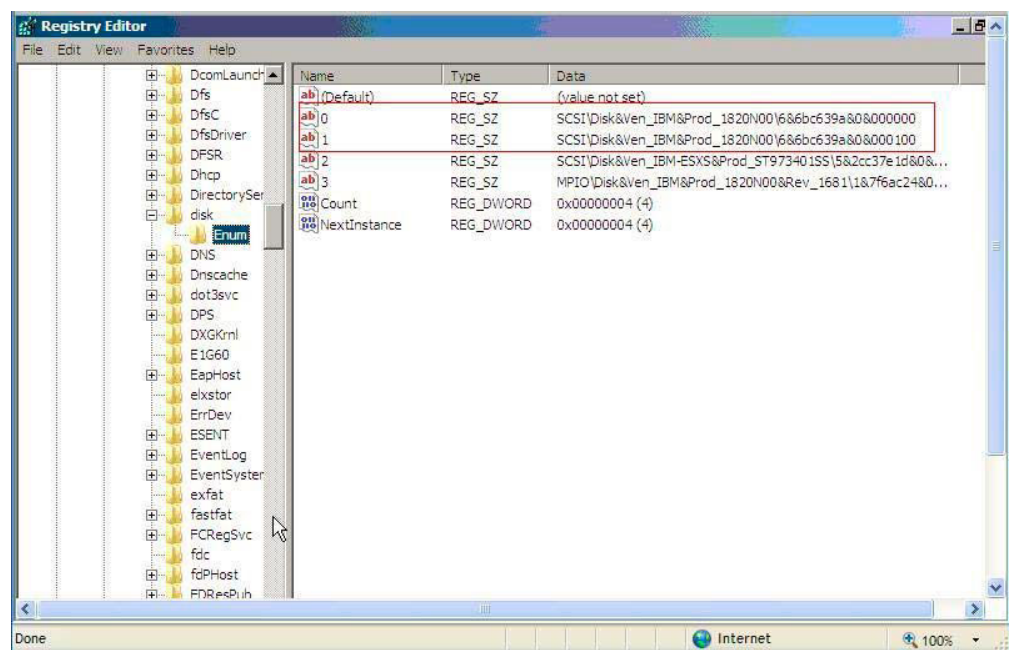 Registry Editor
File Edit View Favorites Help
Name Type Data
(Default) REG_SZ (value not set)
0 REG_SZ SCSI\Disk&Ven_IBM&Prod_1820N00\6&6bc639a&0&000000
1 REG_SZ SCSI\Disk&Ven_IBM&Prod_1820N00\6&6bc639a&0&000100
2 REG_SZ SCSI\Disk&Ven_IBM-ESXS&Prod_ST973401SS\5&2cc37e1d&0&...
3 REG_SZ MPIO\Disk&Ven_IBM&Prod_1820N00&Rev_1681\1&7f6ac24&0...
Count REG_DWORD 0x00000004 (4)
NextInstance REG_DWORD 0x00000004 (4)
DcomLaunch
Dfs
DfsC
DfsDriver
DFSR
Dhcp
DirectorySer
disk
Enum
DNS
Dnscache
dot3svc
DPS
DXGKrnl
E1G60
EapHost
elxstor
ErrDev
ESENT
EventLog
EventSyster
exfat
fastfat
FCRegSvc
fdc
fdPHost
FDResPub
Done Internet 100%